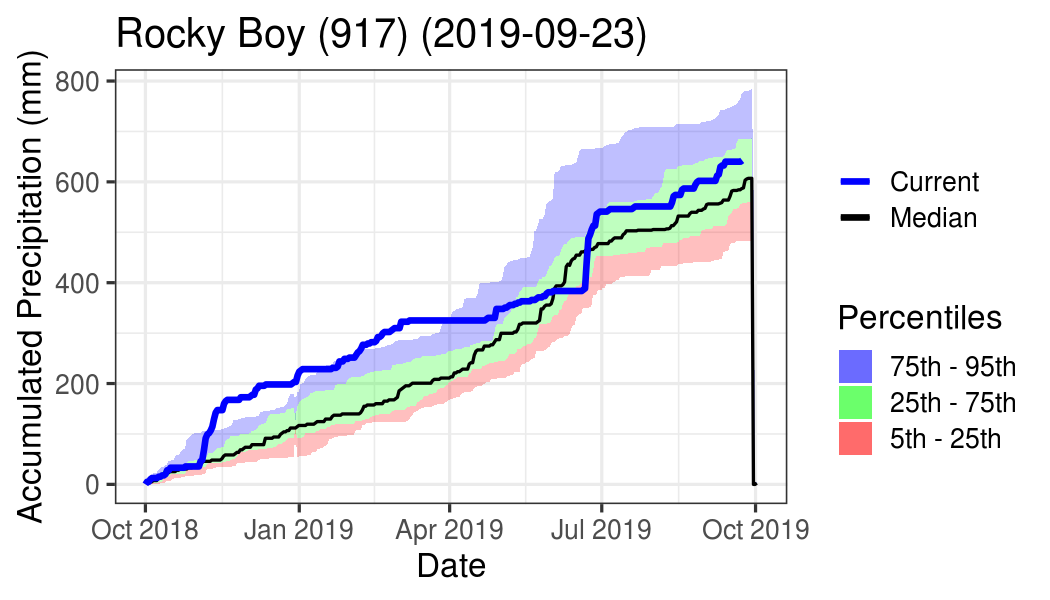 Rocky Boy (917) (2019-09-23)
Accumulated Precipitation (mm)
800
600
400
200
0
Oct 2018
Jan 2019
Apr 2019
Jul 2019
Oct 2019
Date
Current
Median
Percentiles
75th - 95th
25th - 75th
5th - 25th